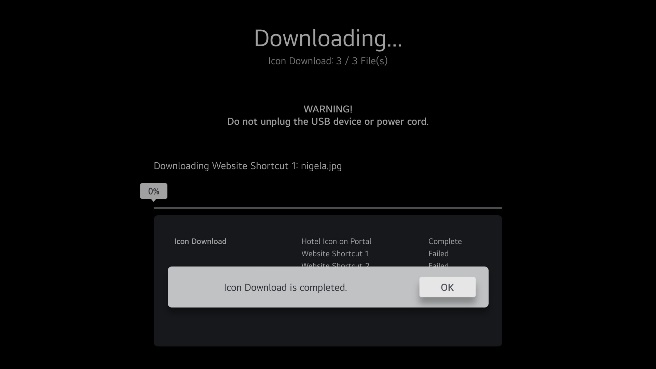 Downloading...
Icon Download: 3 / 3 File(s)
WARNING!
Do not unplug the USB device or power cord.
Downloading Website Shortcut 1: nigela.jpg
0%
Icon Download Hotel Icon on Portal Complete
Website Shortcut 1 Failed
Website Shortcut 2 Failed
Icon Download is completed. OK